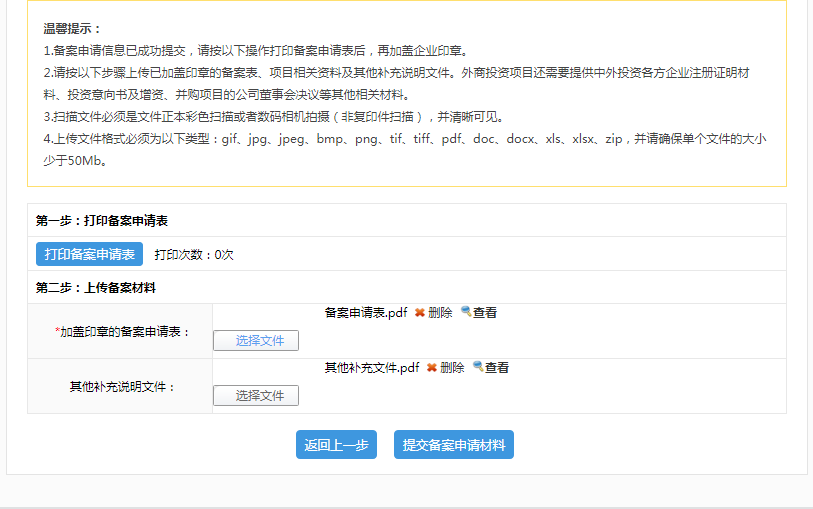 温馨提示：
1.备案申请信息已成功提交，请按以下操作打印备案申请表后，再加盖企业印章。
2.请按以下步骤上传已加盖印章的备案表、项目相关资料及其他补充说明文件。外商投资项目还需要提供中外投资各方企业注册证明材
料、投资意向书及增资、并购项目的公司董事会决议等其他相关材料。
3.扫描文件必须是文件正本彩色扫描或者数码相机拍摄（非复印件扫描），并清晰可见。
4.上传文件格式必须为以下类型：gif、jpg、jpeg、bmp、png、tif、tiff、pdf、doc、docx、xls、xlsx、zip，并请确保单个文件的大小
少于50Mb。
第一步：打印备案申请表
打印备案申请表 打印次数：0次
第二步：上传备案材料
备案申请表.pdf 删除 查看
*加盖印章的备案申请表：
选择文件
其他补充文件.pdf 删除 查看
其他补充说明文件：
选择文件
返回上一步 提交备案申请材料